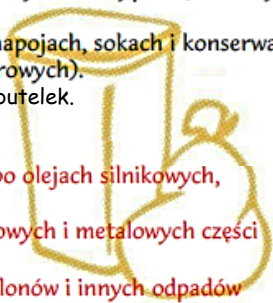 napojach, sokach i konserwa
rowych).
butelek.
po olejach silnikowych,
owych i metalowych części
lonów i innych odpadów